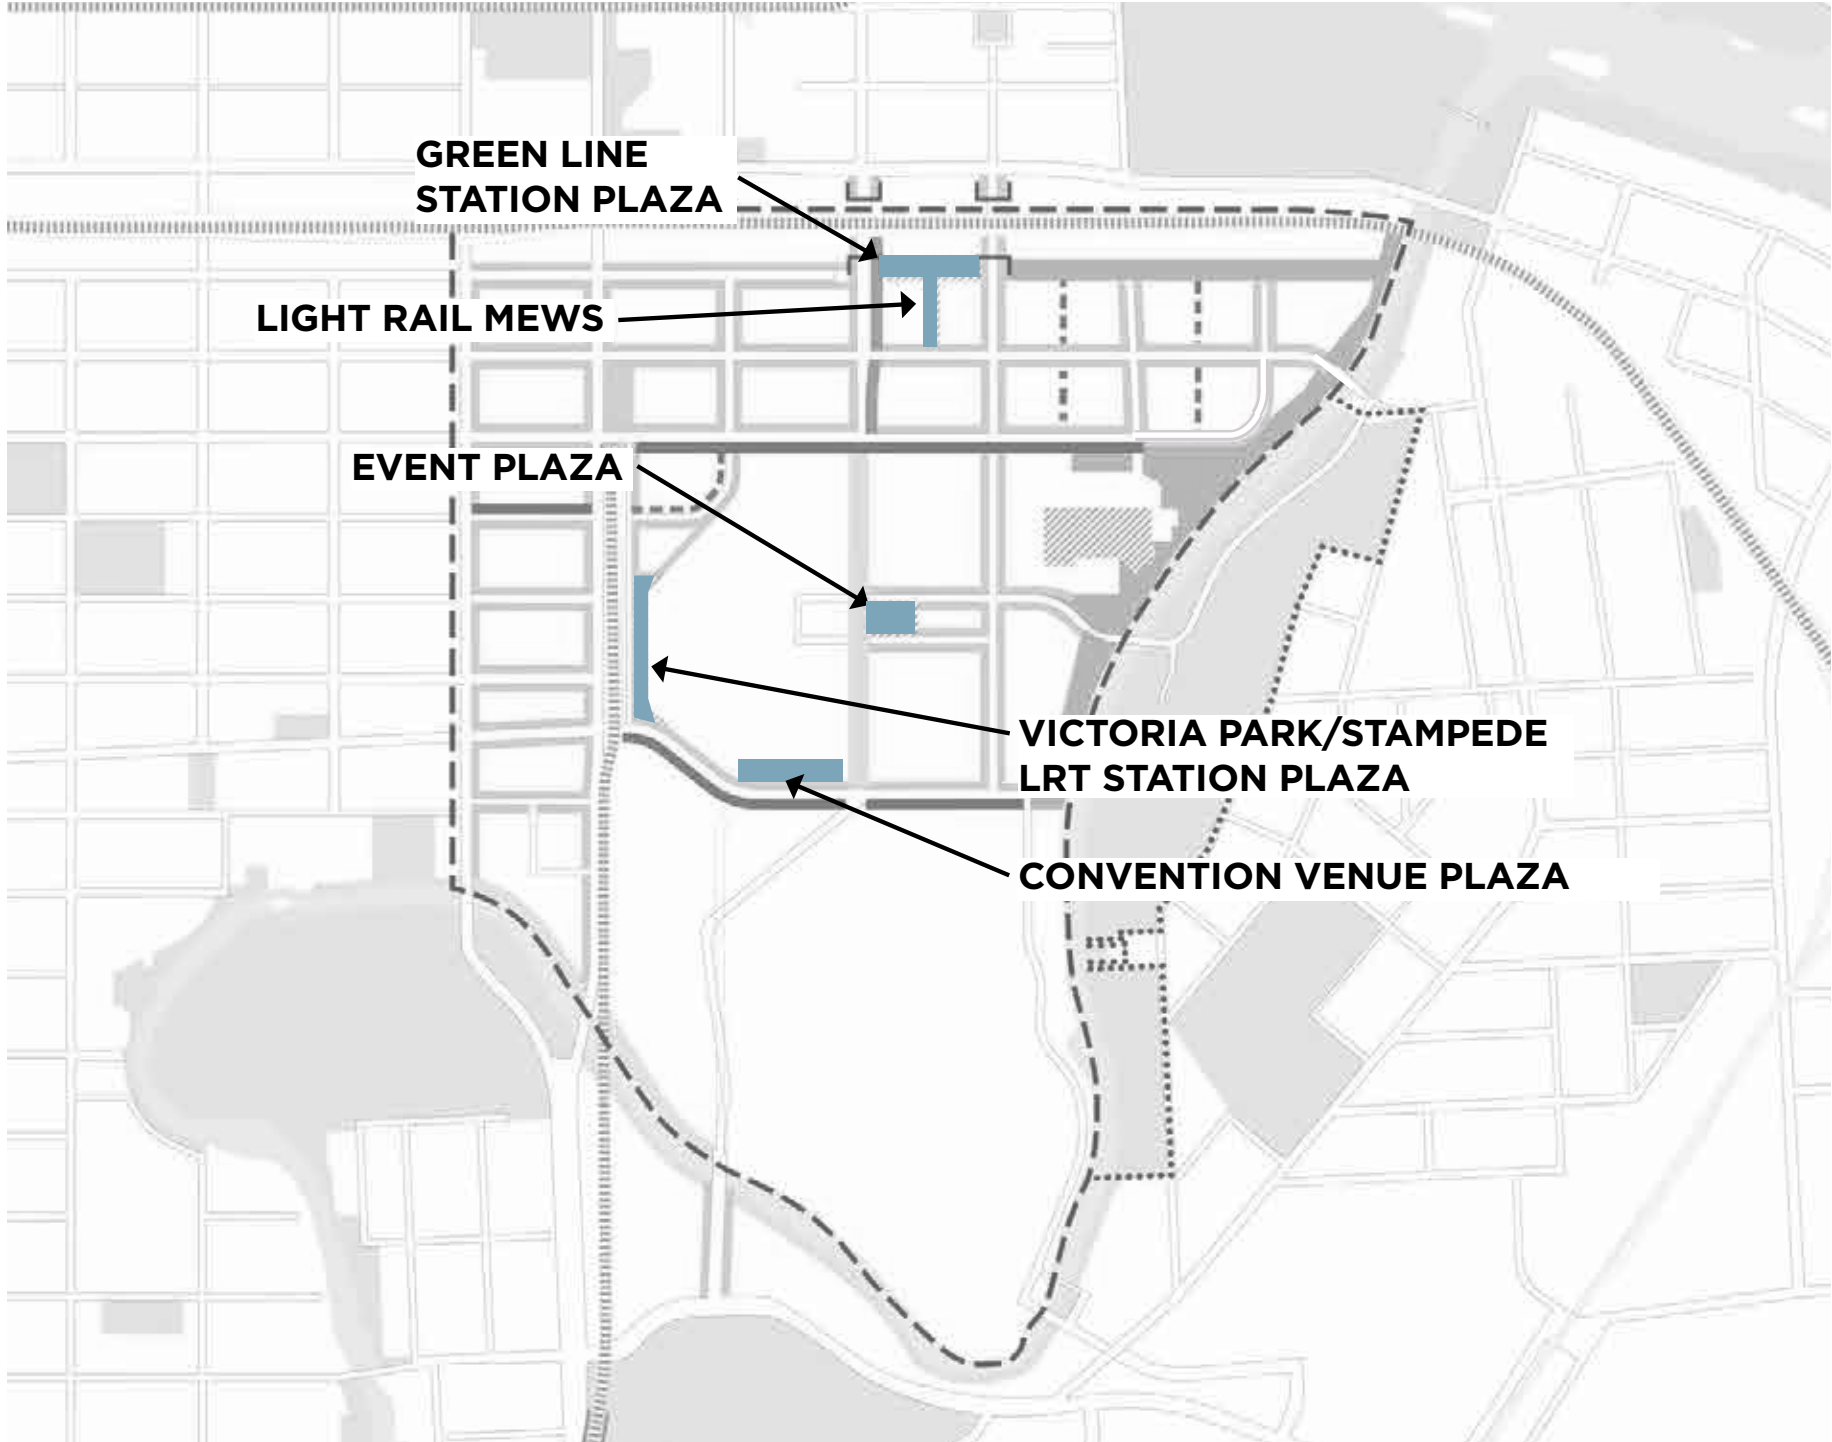 GREEN LINE
STATION PLAZA
LIGHT RAIL MEWS
EVENT PLAZA
VICTORIA PARK/STAMPEDE
LRT STATION PLAZA
CONVENTION VENUE PLAZA